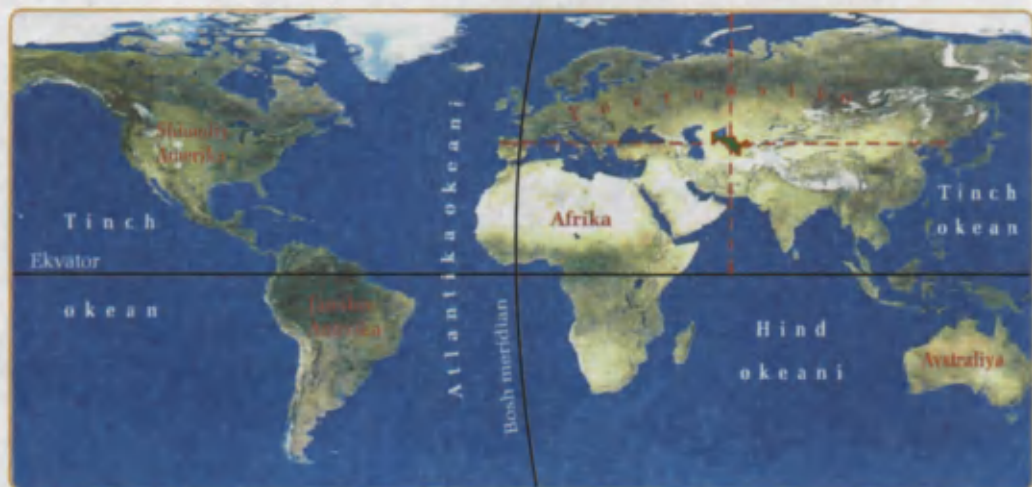 Shimoliy
Amerika
Tinch
okean
Ekvator
Janubiy
Amerika
Atlantika okeani
Bosh meridian
Yevrosiyo
Afrika
Hind
okeani
Tinch
okean
Avstraliya